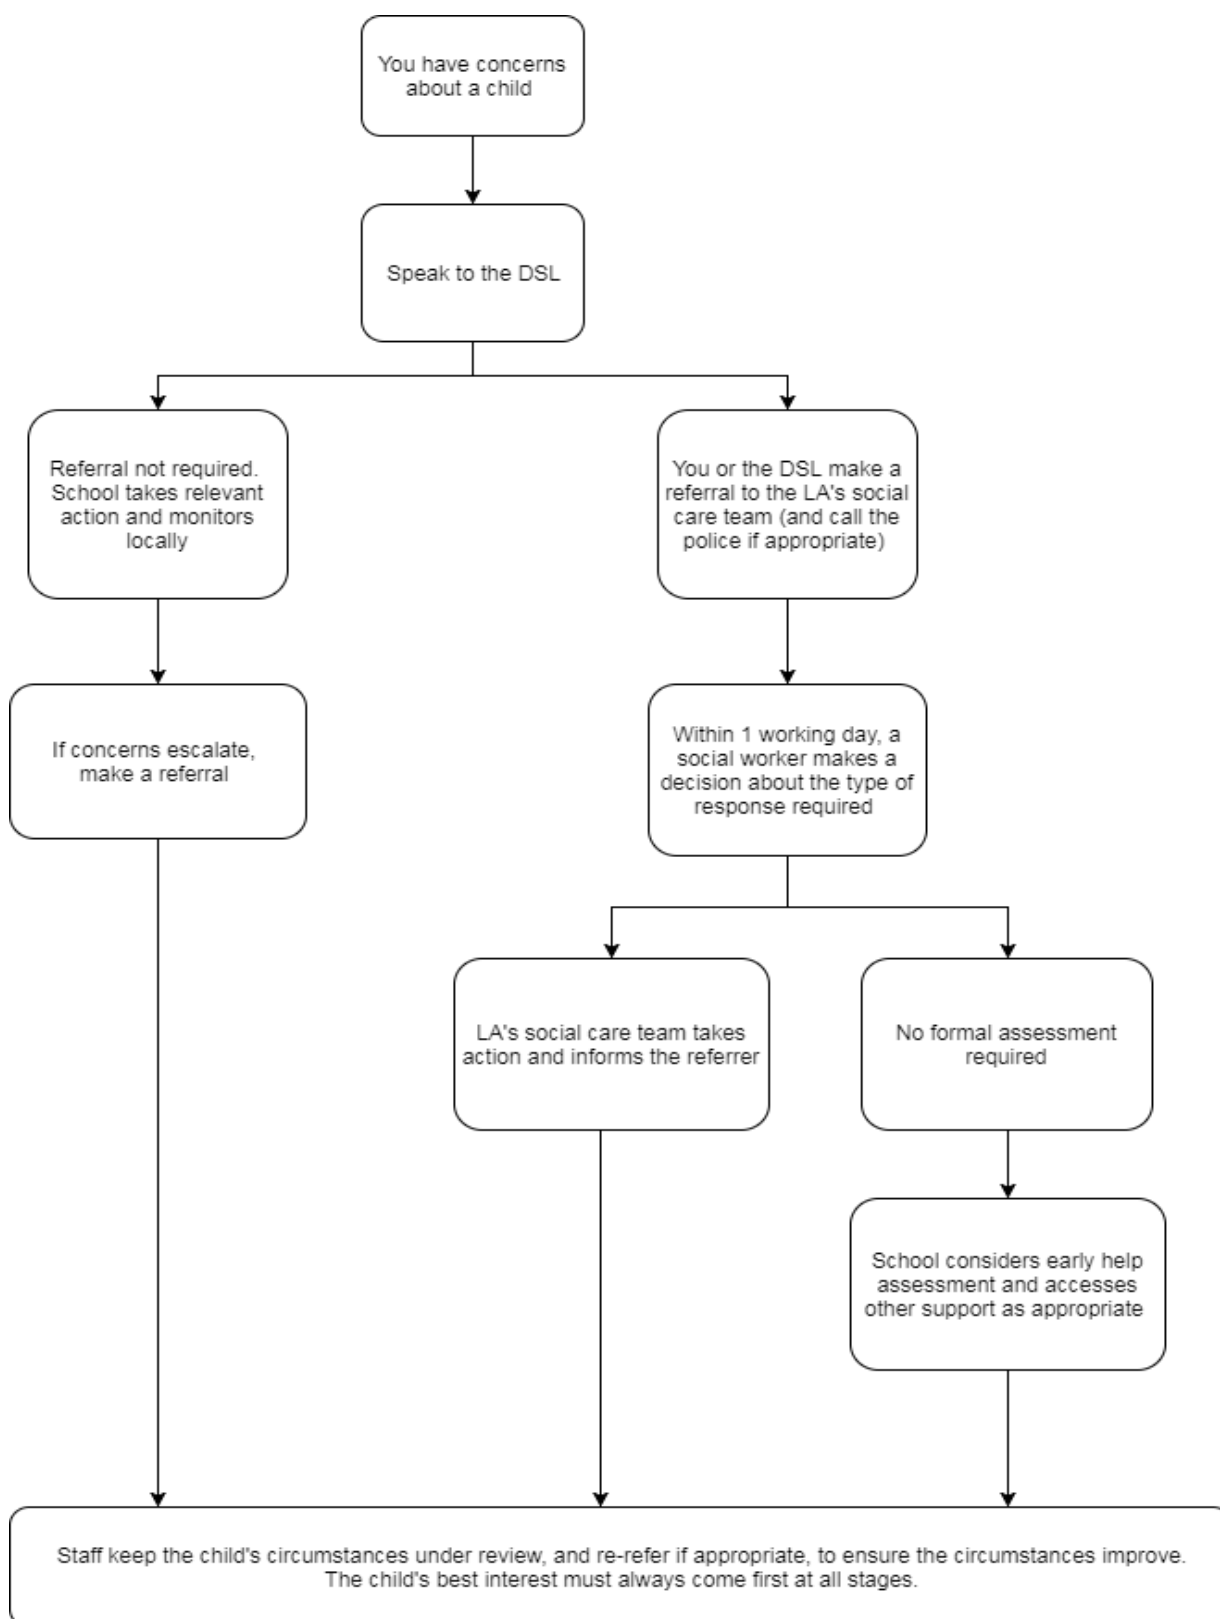 You have concerns
about a child
Speak to the DSL
Referral not required.
School takes relevant
action and monitors
locally
You or the DSL make a
referral to the LA's social
care team (and call the
police if appropriate)
If concerns escalate,
make a referral
Within 1 working day, a
social worker makes a
decision about the type of
response required
LA's social care team takes
action and informs the referrer
No formal assessment
required
School considers early help
assessment and accesses
other support as appropriate
Staff keep the child's circumstances under review, and re-refer if appropriate, to ensure the circumstances improve.
The child's best interest must always come first at all stages.